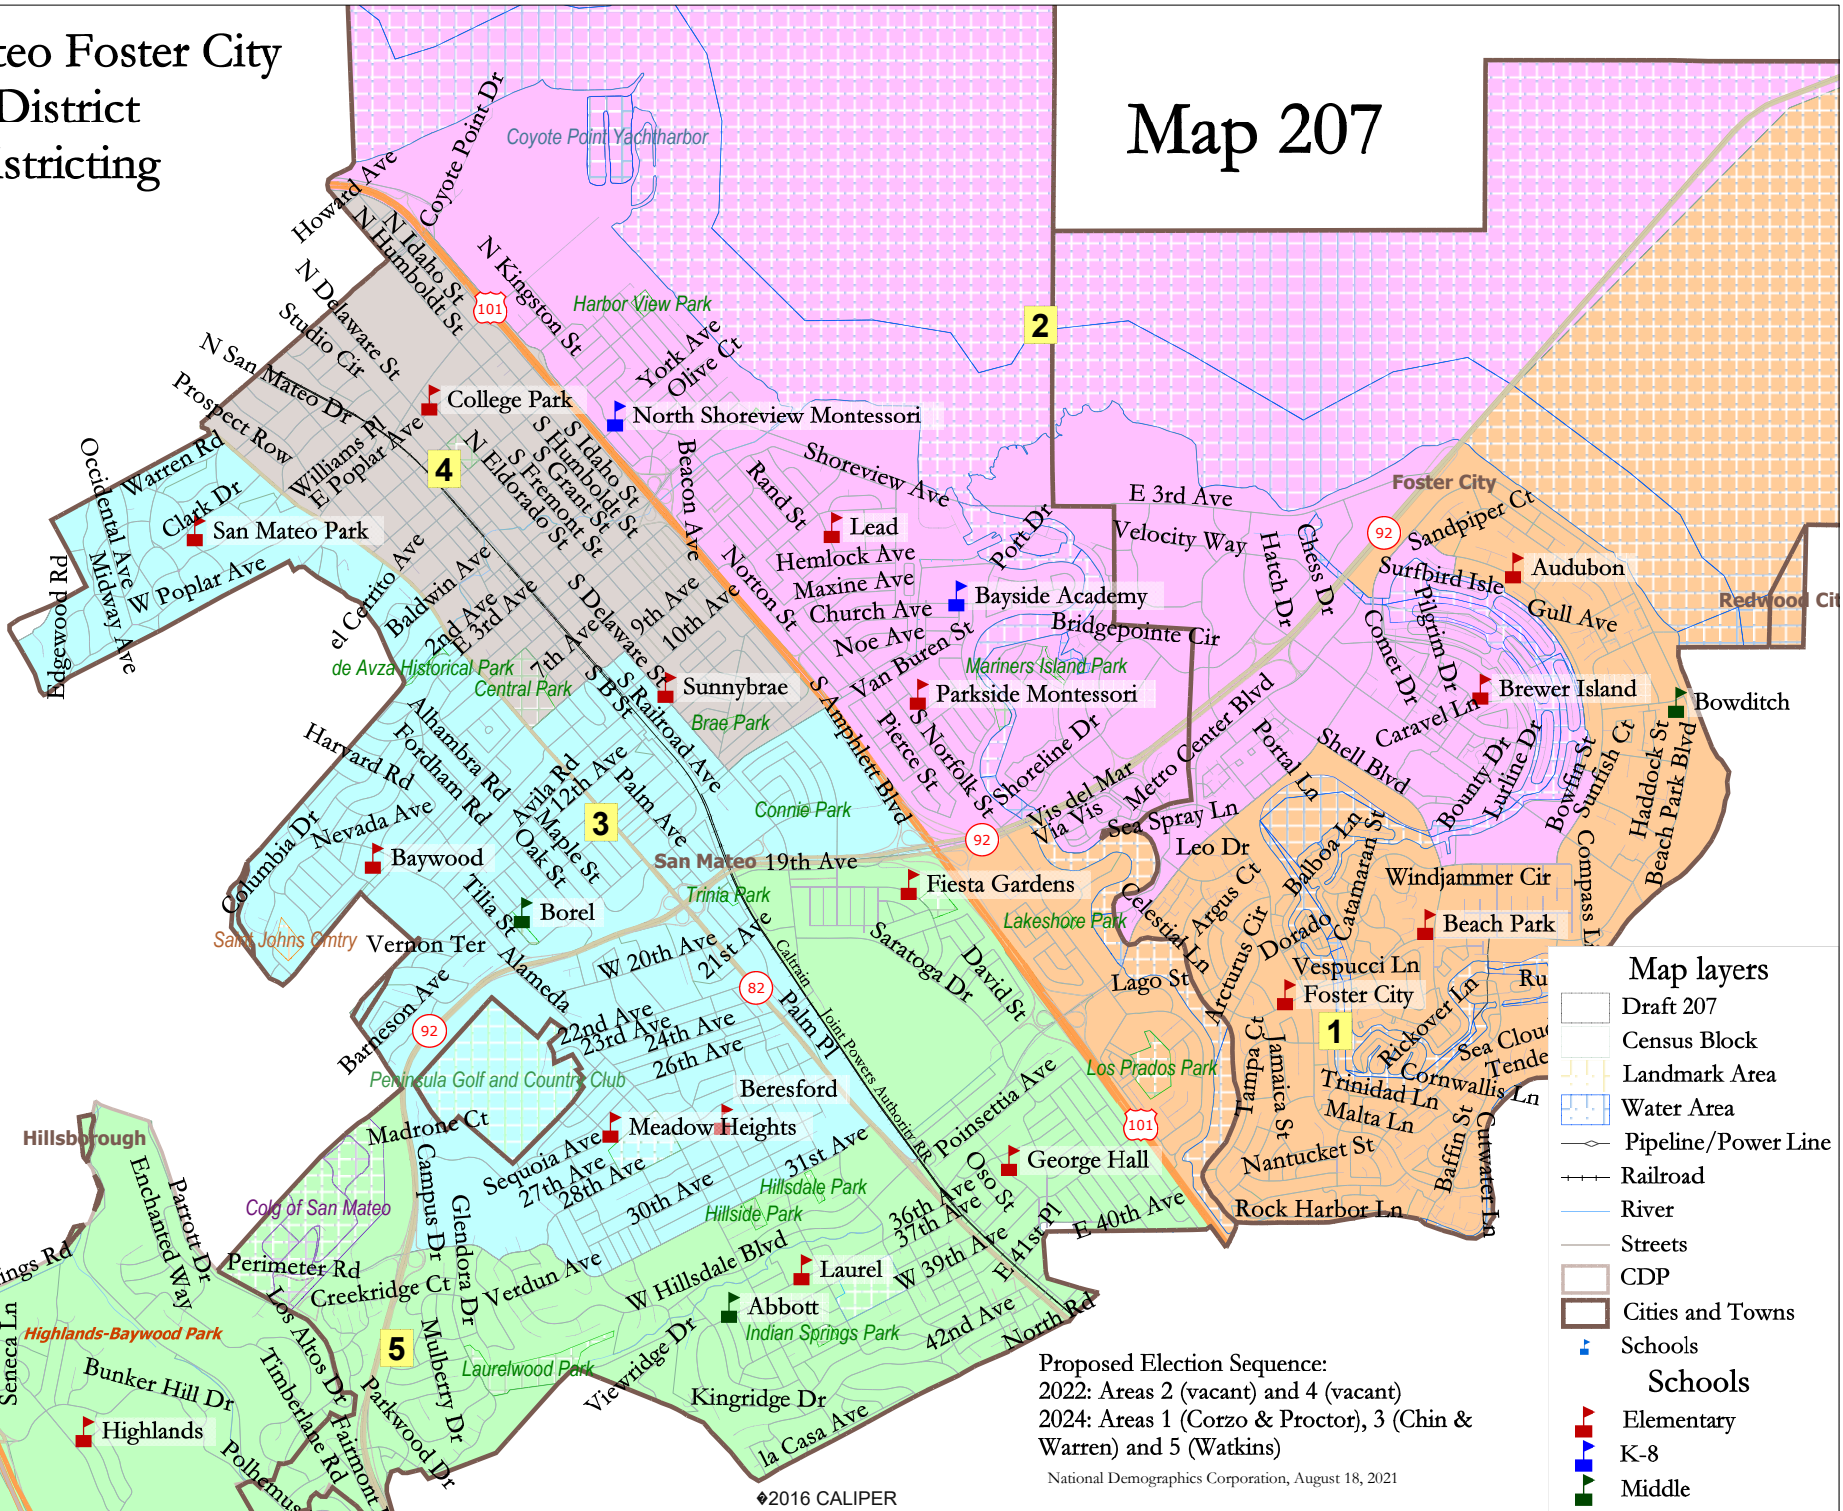 teo Foster City
District
istricting
Map 207
Coyote Point Dr
Coyote Point Yachtharbor
Howard Ave
N Idaho St
N Humboldt St
N Kingston St
N Delaware St
Studio Cir
101
Harbor View Park
2
York Ave
Olive Ct
N San Mateo Dr
Prospect Row
College Park
North Shoreview Montessori
Williams Pl
E Poplar Ave
4
N Eldorado St
S Idaho St
S Humboldt St
S Grant St
S Fremont St
Beacon Ave
Rand St
Shoreview Ave
Foster City
E 3rd Ave
Velocity Way
92
Sandpiper Ct
Occidental Ave
Warren Rd
Clark Dr
San Mateo Park
Midway Ave
W Poplar Ave
Edgewood Rd
el Cerrito Ave
Baldwin Ave
2nd Ave
E 3rd Ave
7th Ave
S Delaware St
9th Ave
10th Ave
Norton St
Lead
Hemlock Ave
Maxine Ave
Church Ave
Noe Ave
Van Buren St
Port Dr
Bayside Academy
Bridgepointe Cir
Hatch Dr
Chess Dr
Surfbird Isle
Audubon
Gull Ave
Redwood Cit
Pilgrim Dr
Comet Dr
de Avza Historical Park
Central Park
S B St
S Railroad Ave
Sunnybrae
Brae Park
S Amphlett Blvd
Mariners Island Park
Parkside Montessori
S Norfolk St
Pierce St
Shoreline Dr
Metro Center Blvd
Brewer Island
Caravel Ln
Bowditch
Alhambra Rd
Fordham Rd
Harvard Rd
Avila Rd
12th Ave
Palm Ave
Maple St
Oak St
3
Connie Park
Portal Ln
Shell Blvd
Bounty Dr
Lurline Dr
Bowfin St
Sunfish Ct
Haddock St
Beach Park Blvd
Nevada Ave
Columbia Dr
Baywood
San Mateo
19th Ave
92
Vis del Mar
Via Vis
Sea Spray Ln
Leo Dr
Balboa Ln
Catamaran St
Windjammer Cir
Compass L
Tilia St
Borel
Trinia Park
Fiesta Gardens
Lakeshore Park
Celestial Ln
Argus Ct
Arcturus Cir
Dorado
Beach Park
Saint Johns Cmtry
Vernon Ter
Alameda
W 20th Ave
21st Ave
Caltrain
Saratoga Dr
David St
Lago St
Vespucci Ln
Foster City
Barneson Ave
92
82
22nd Ave
23rd Ave
24th Ave
26th Ave
Palm Pl
Joint Powers Authority RR
1
Rickover Ln
Ru
Sea Clou
Tende
Peninsula Golf and Country Club
Beresford
Meadow Heights
Poinsettia Ave
Los Prados Park
101
Tampa Ct
Jamaica St
Trinidad Ln
Cornwallis Ln
Malta Ln
Nantucket St
Baffin St
Cutwater Ln
Rock Harbor Ln
Hillsborough
Madrone Ct
Campus Dr
Sequoia Ave
27th Ave
28th Ave
30th Ave
31st Ave
Hillsdale Park
Hillside Park
George Hall
Oso St
36th Ave
37th Ave
W 39th Ave
E 41st Pl
E 40th Ave
Enchanted Way
Parrott Dr
Colg of San Mateo
Glendora Dr
Perimeter Rd
Creekridge Ct
Verdun Ave
W Hillsdale Blvd
Laurel
Abbott
Indian Springs Park
42nd Ave
North Rd
ings Rd
Seneca Ln
Highlands-Baywood Park
Los Altos Dr
5
Mulberry Dr
Laurelwood Park
Viewridge Dr
Kingridge Dr
la Casa Ave
Bunker Hill Dr
Timberlane Rd
Fairmont
Parkwood Dr
Highlands
Polhemus
Proposed Election Sequence:
2022: Areas 2 (vacant) and 4 (vacant)
2024: Areas 1 (Corzo & Proctor), 3 (Chin &
Warren) and 5 (Watkins)
National Demographics Corporation, August 18, 2021
�2016 CALIPER
Map layers
Draft 207
Census Block
Landmark Area
Water Area
Pipeline/Power Line
Railroad
River
Streets
CDP
Cities and Towns
Schools
Schools
Elementary
K-8
Middle